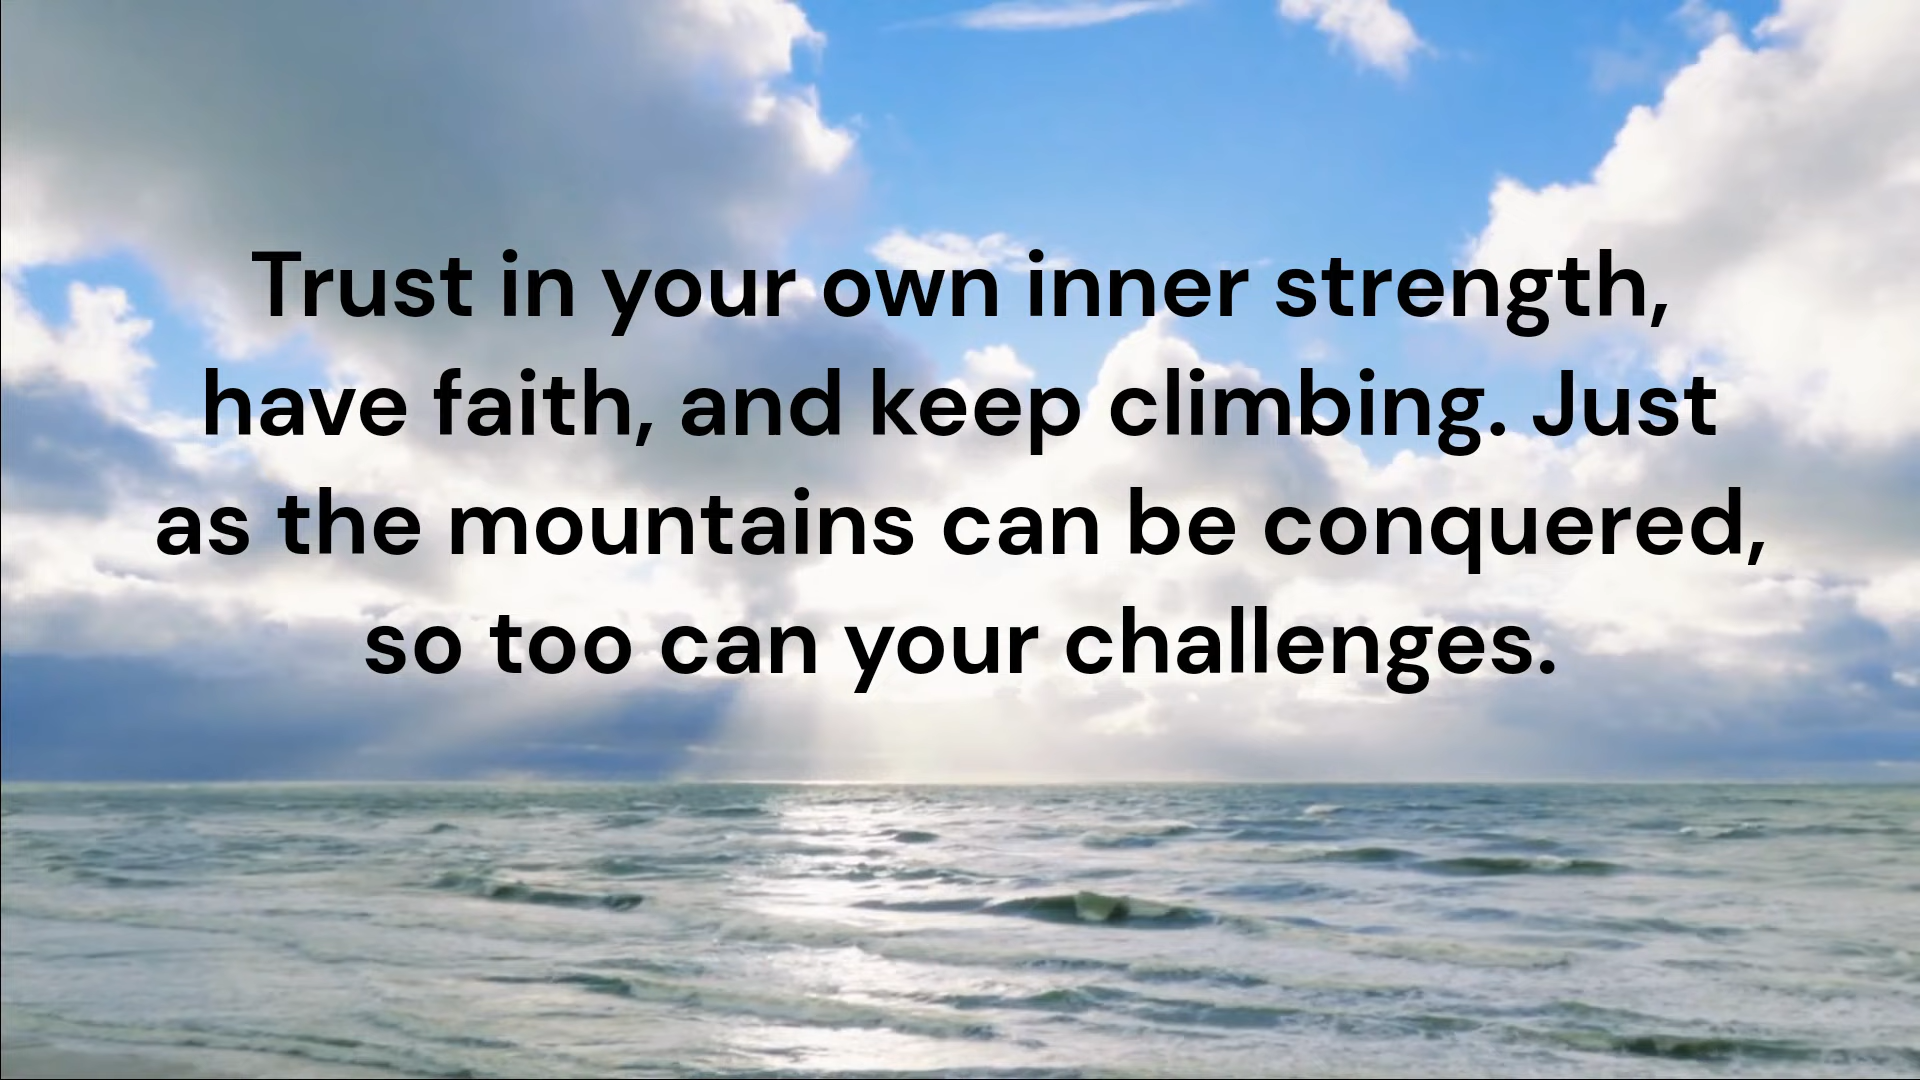 Trust in your own inner strength,
have faith, and keep climbing. Just
as the mountains can be conquered,
so too can your challenges.